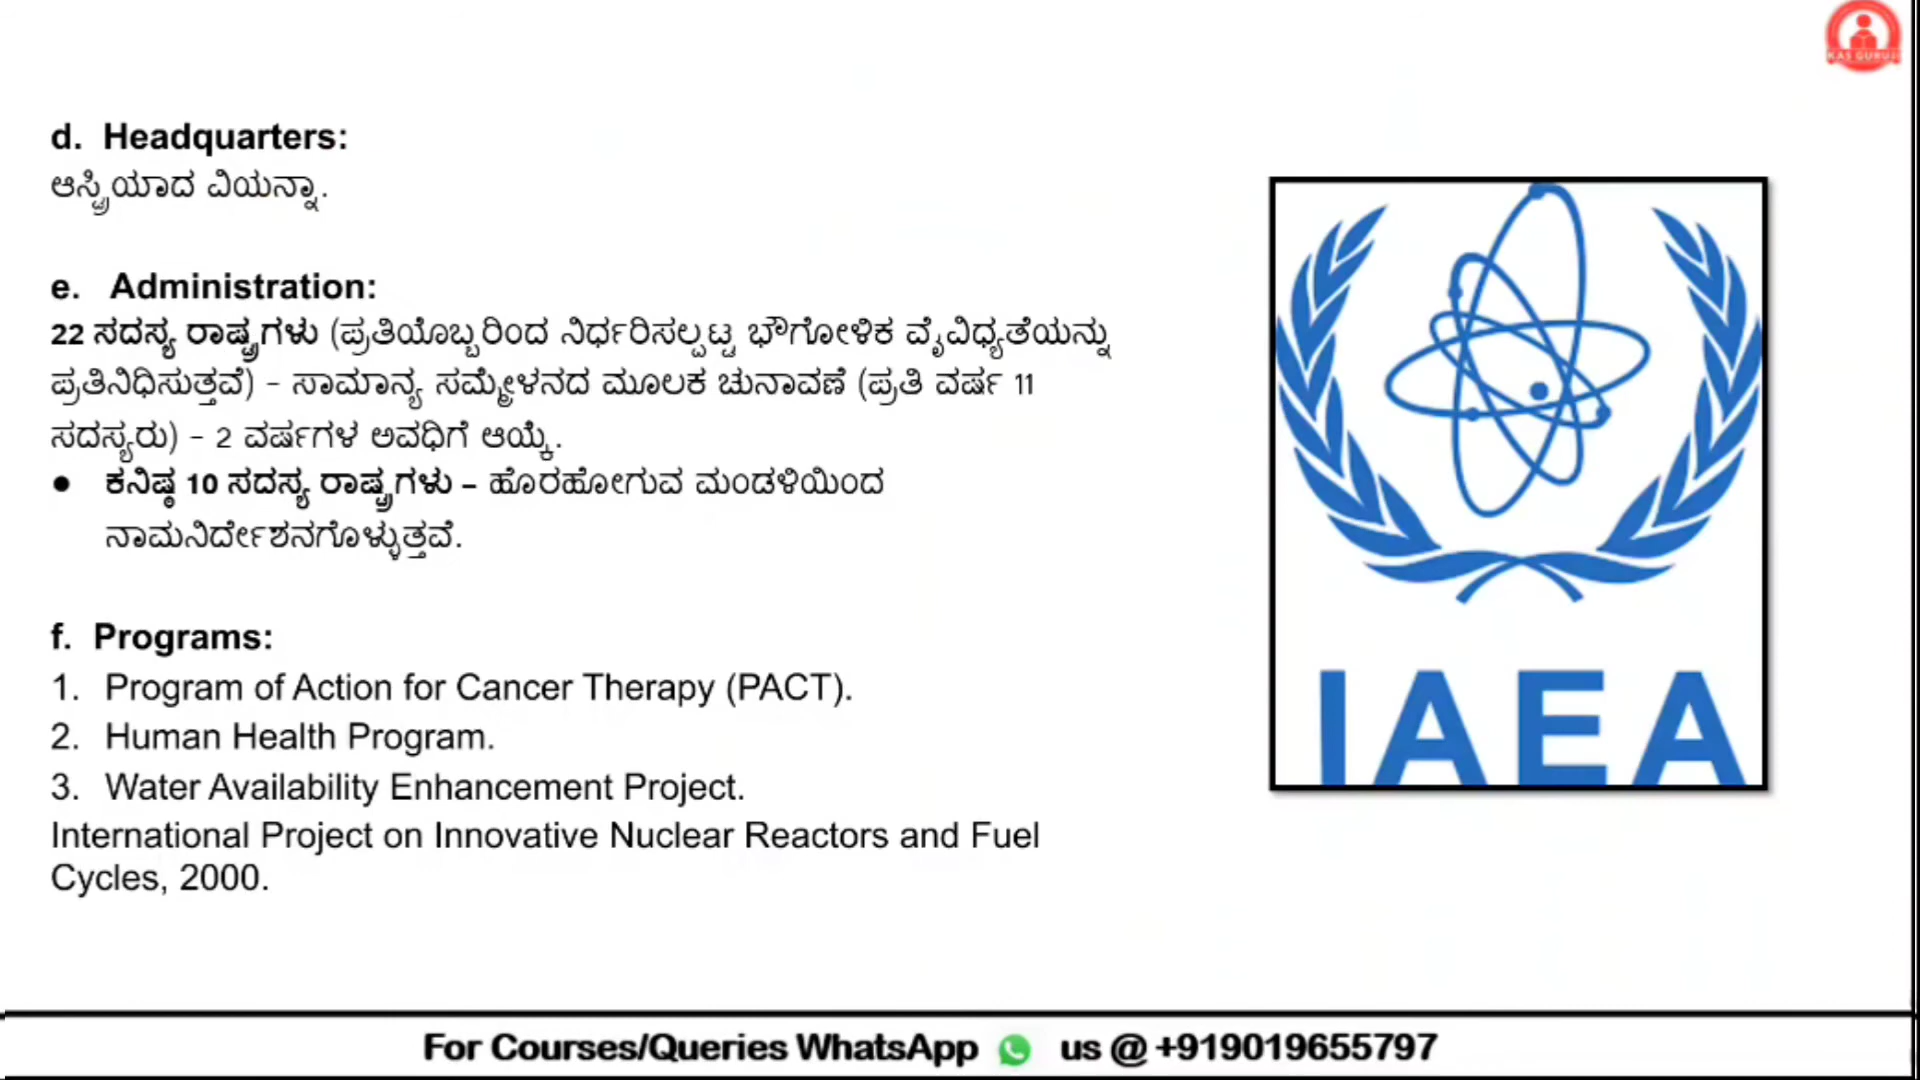 KAS GURUJI
d. Headquarters:
ಆಸ್ಟ್ರಿಯಾದ ವಿಯನ್ನಾ.
e. Administration:
22 ಸದಸ್ಯ ರಾಷ್ಟ್ರಗಳು (ಪ್ರತಿಯೊಬ್ಬರಿಂದ ನಿರ್ಧರಿಸಲ್ಪಟ್ಟ ಭೌಗೋಳಿಕ ವೈವಿಧ್ಯತೆಯನ್ನು
ಪ್ರತಿನಿಧಿಸುತ್ತವೆ) – ಸಾಮಾನ್ಯ ಸಮ್ಮೇಳನದ ಮೂಲಕ ಚುನಾವಣೆ (ಪ್ರತಿ ವರ್ಷ 11
ಸದಸ್ಯರು) – 2 ವರ್ಷಗಳ ಅವಧಿಗೆ ಆಯ್ಕೆ.
● ಕನಿಷ್ಠ 10 ಸದಸ್ಯ ರಾಷ್ಟ್ರಗಳು – ಹೊರಹೋಗುವ ಮಂಡಳಿಯಿಂದ
ನಾಮನಿರ್ದೇಶನಗೊಳ್ಳುತ್ತವೆ.
f. Programs:
1. Program of Action for Cancer Therapy (PACT).
2. Human Health Program.
3. Water Availability Enhancement Project.
International Project on Innovative Nuclear Reactors and Fuel
Cycles, 2000.
IAEA
For Courses/Queries WhatsApp us @ +919019655797